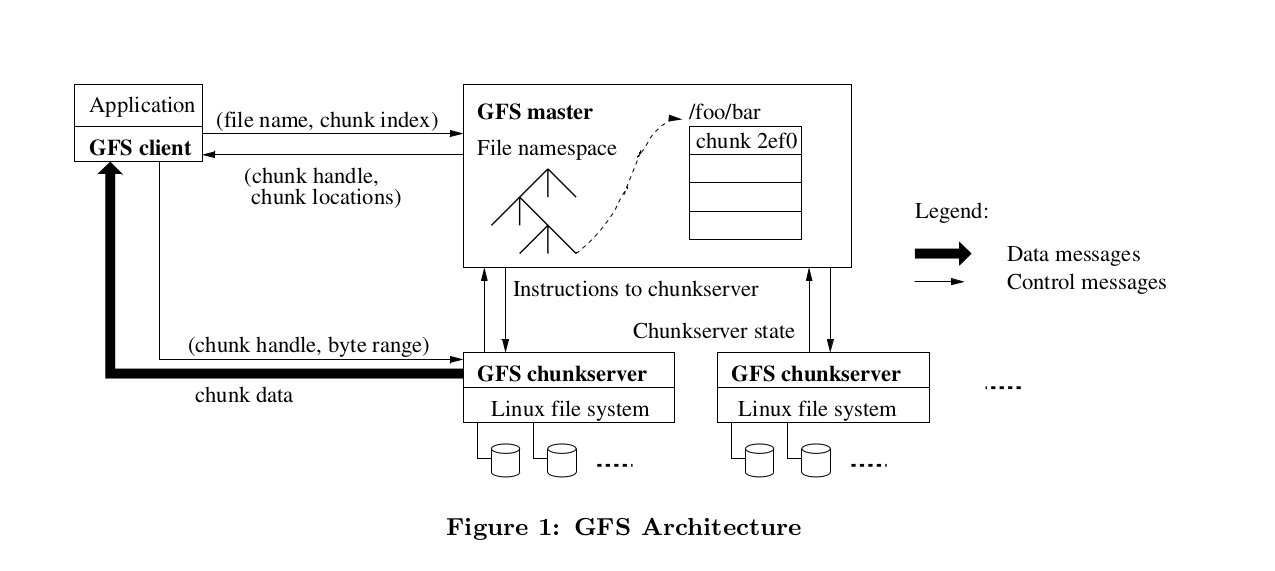 Application
GFS client
(file name, chunk index)
(chunk handle,
chunk locations)
GFS master
File namespace
/foo/bar
chunk 2ef0
Legend:
Data messages
Control messages
Instructions to chunkserver
Chunkserver state
(chunk handle, byte range)
chunk data
GFS chunkserver
Linux file system
GFS chunkserver
Linux file system
Figure 1: GFS Architecture